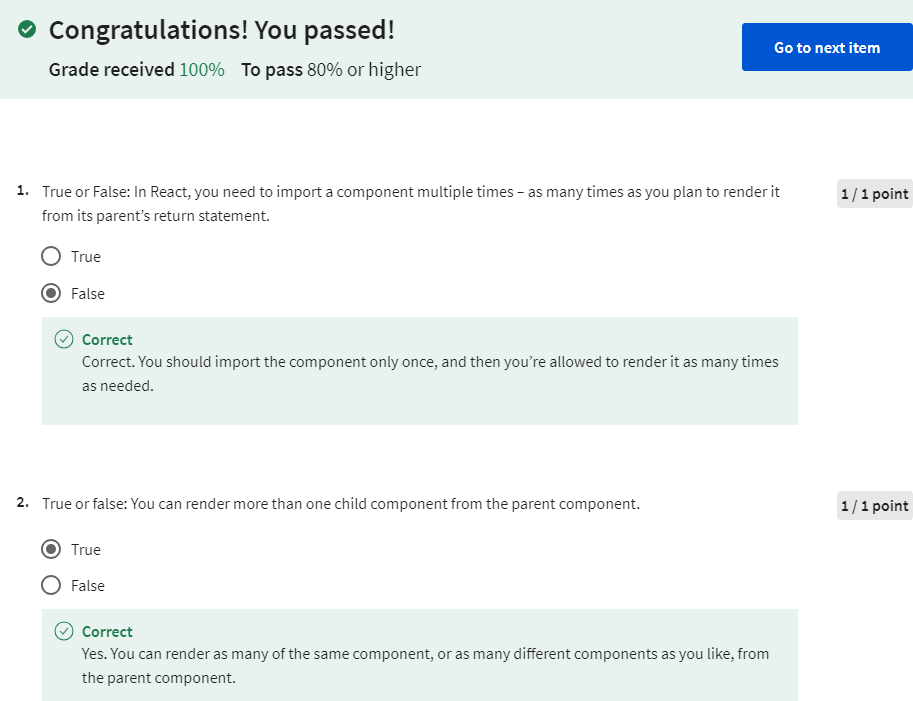 Congratulations! You passed!
Go to next item
Grade received 100% To pass 80% or higher
1. True or False: In React, you need to import a component multiple times – as many times as you plan to render it
from its parent’s return statement.
1 / 1 point
True
False
Correct
Correct. You should import the component only once, and then you’re allowed to render it as many times
as needed.
2. True or false: You can render more than one child component from the parent component.
1 / 1 point
True
False
Correct
Yes. You can render as many of the same component, or as many different components as you like, from
the parent component.